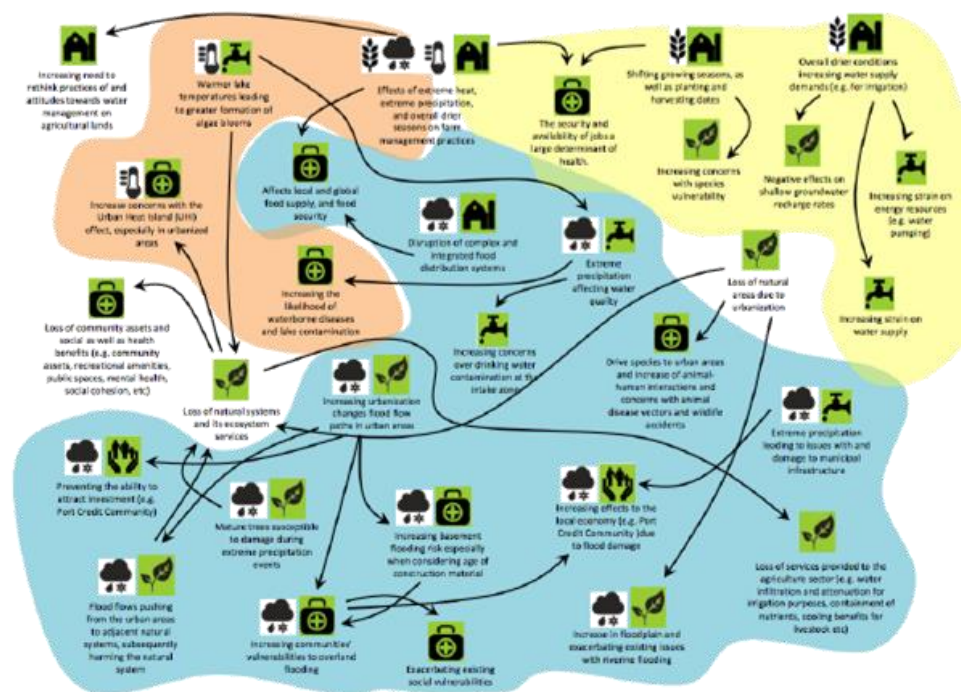 Increasing need to
rethink practices of and
attitudes towards water
management on
agricultural lands
Warmer lake
temperatures leading
to greater formation of
algae blooms
Effects of extreme heat,
extreme precipitation,
and overall drier
seasons on farm
management practices
The security and
availability of jobs a
large determinant of
health.
Shifting growing seasons, as
well as planting and
harvesting dates
Overall drier conditions
increasing water supply
demands (e.g. for irrigation)
Increasing concerns
with species
vulnerability
Negative effects on
shallow groundwater
recharge rates
Increasing strain on
energy resources
(e.g. water
pumping)
Increase concerns with the
Urban Heat Island (UHI)
effect, especially in urbanized
areas
Affects local and global
food supply, and food
security
Disruption of complex and
integrated food
distribution systems
Extreme
precipitation
affecting water
quality
Loss of natural
areas due to
urbanization
Increasing strain on
water supply
Increasing the
likelihood of
waterborne diseases
and lake contamination
Loss of community assets and
social as well as health
benefits (e.g. community
assets, recreational amenities,
public spaces, mental health,
social cohesion, etc)
Increasing concerns
over drinking water
contamination at the
intake zone
Drive species to urban areas
and increase of animal-
human interactions and
concerns with animal
disease vectors and wildlife
accidents
Loss of natural systems
and its ecosystem
services
Increasing urbanization
changes flood flow
paths in urban areas
Extreme precipitation
leading to issues with and
damage to municipal
infrastructure
Preventing the ability to
attract investment (e.g.
Port Credit Community)
Mature trees susceptible
to damage during
extreme precipitation
events
Increasing basement
flooding risk especially
when considering age of
construction material
Increasing effects to the
local economy (e.g. Port
Credit Community )due
to flood damage
Loss of services provided to the
agriculture sector (e.g. water
infiltration and attenuation for
irrigation purposes, containment of
nutrients, cooling benefits for
livestock etc)
Flood flows pushing
from the urban areas
to adjacent natural
systems, subsequently
harming the natural
system
Increasing communities'
vulnerabilities to overland
flooding
Exacerbating existing
social vulnerabilities
Increase in floodplain and
exacerbating existing issues
with riverine flooding